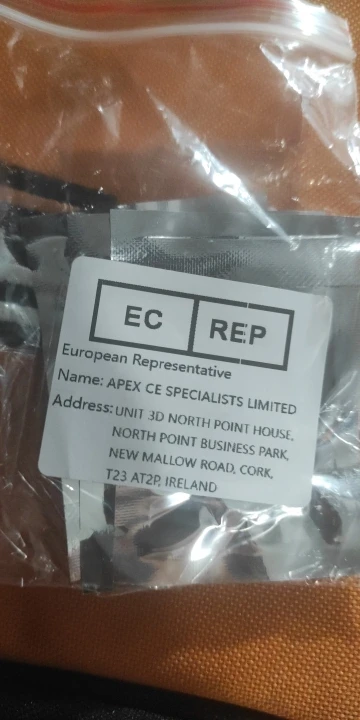 EC REP
European Representative
Name: APEX CE SPECIALISTS LIMITED
Address: UNIT 3D NORTH POINT HOUSE,
NORTH POINT BUSINESS PARK,
NEW MALLOW ROAD, CORK,
T23 AT2P, IRELAND